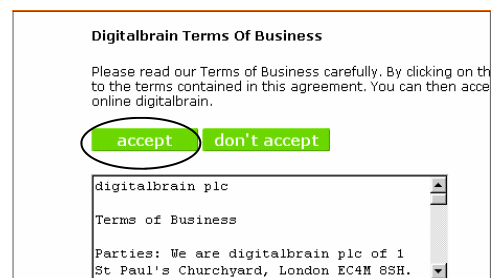 Digitalbrain Terms Of Business
Please read our Terms of Business carefully. By clicking on th
to the terms contained in this agreement. You can then acce
online digitalbrain.
accept don't accept
digitalbrain plc
Terms of Business
Parties: We are digitalbrain plc of 1
St Paul's Churchyard, London EC4M 8SH.